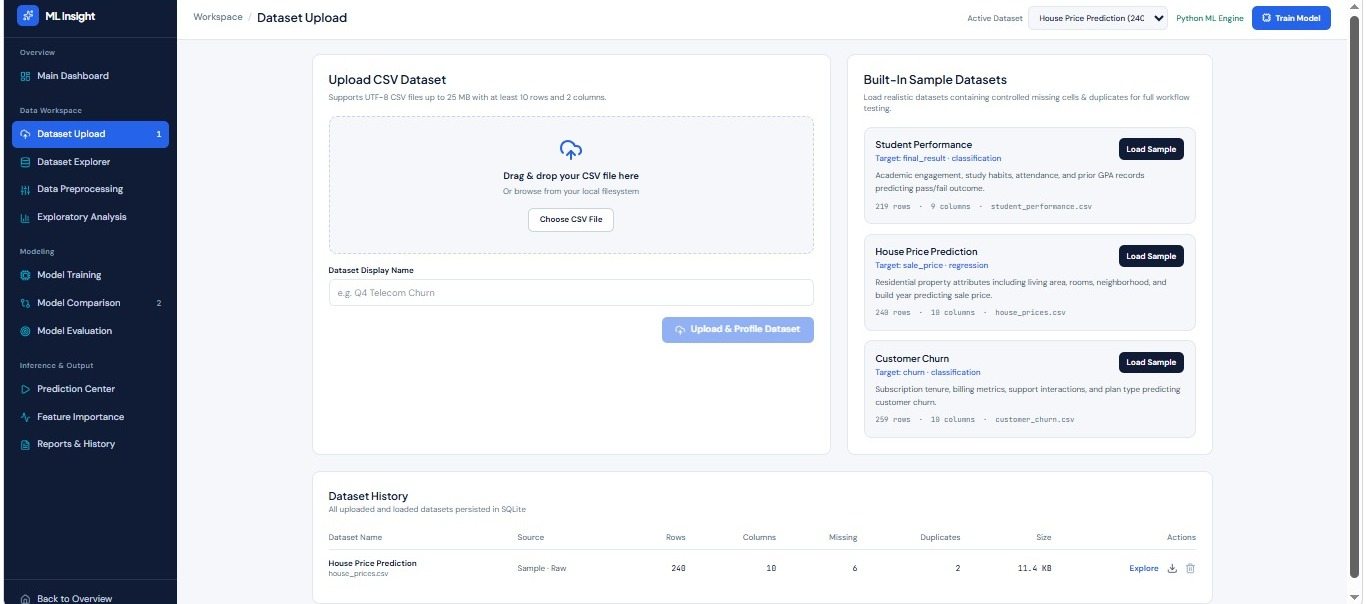 ML Insight
Workspace / Dataset Upload
Active Dataset
House Price Prediction (240
Python ML Engine
Train Model
Overview
Main Dashboard
Data Workspace
Dataset Upload 1
Dataset Explorer
Data Preprocessing
Exploratory Analysis
Modeling
Model Training
Model Comparison 2
Model Evaluation
Inference & Output
Prediction Center
Feature Importance
Reports & History
Back to Overview
Upload CSV Dataset
Supports UTF-8 CSV files up to 25 MB with at least 10 rows and 2 columns.
Drag & drop your CSV file here
Or browse from your local filesystem
Choose CSV File
Dataset Display Name
e.g. Q4 Telecom Churn
Upload & Profile Dataset
Built-In Sample Datasets
Load realistic datasets containing controlled missing cells & duplicates for full workflow
testing.
Student Performance
Load Sample
Target: final_result · classification
Academic engagement, study habits, attendance, and prior GPA records
predicting pass/fail outcome.
219 rows · 9 columns · student_performance.csv
House Price Prediction
Load Sample
Target: sale_price · regression
Residential property attributes including living area, rooms, neighborhood, and
build year predicting sale price.
240 rows · 10 columns · house_prices.csv
Customer Churn
Load Sample
Target: churn · classification
Subscription tenure, billing metrics, support interactions, and plan type predicting
customer churn.
259 rows · 10 columns · customer_churn.csv
Dataset History
All uploaded and loaded datasets persisted in SQLite
Dataset Name Source Rows Columns Missing Duplicates Size Actions
House Price Prediction
house_prices.csv
Sample · Raw 240 10 6 2 11.4 KB Explore